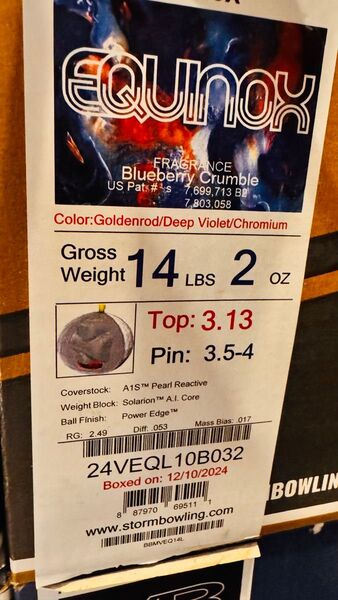 EQUINOX
FRAGRANCE
Blueberry Crumble
US Pat. #'s 7,699,713 B2
7,803,058
Color:Goldenrod/Deep Violet/Chromium
Gross Weight 14 LBS 2 OZ
Top: 3.13
Pin: 3.5-4
Coverstock: A1S™ Pearl Reactive
Weight Block: Solarion™ A.I. Core
Ball Finish: Power Edge™
RG: 2.49 Diff: .053 Mass Bias: .017
24VEQL10B032
Boxed on: 12/10/2024
8 87970 69511 1
www.stormbowling.com
BBMVEQ14L
BOWLIN